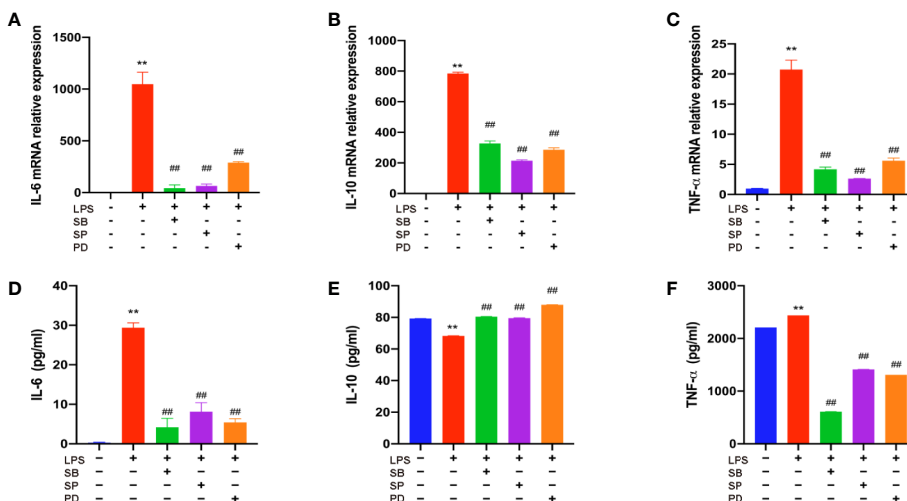 A
IL-6 mRNA relative expression
1500
1000
500
0
**
##
##
##
LPS - + + + +
SB - - + - -
SP - - - + -
PD - - - - +
B
IL-10 mRNA relative expression
1000
800
600
400
200
0
**
##
##
##
LPS - + + + +
SB - - + - -
SP - - - + -
PD - - - - +
C
TNF-α mRNA relative expression
25
20
15
10
5
0
**
##
##
##
LPS - + + + +
SB - - + - -
SP - - - + -
PD - - - - +
D
IL-6 (pg/ml)
40
30
20
10
0
**
##
##
##
LPS – + + + +
SB – – + – –
SP – – – + –
PD – – – – +
E
IL-10 (pg/ml)
100
80
60
40
20
0
**
##
##
##
LPS – + + + +
SB – – + – –
SP – – – + –
PD – – – – +
F
TNF-α (pg/ml)
3000
2000
1000
0
**
##
##
##
LPS – + + + +
SB – – + – –
SP – – – + –
PD – – – – +